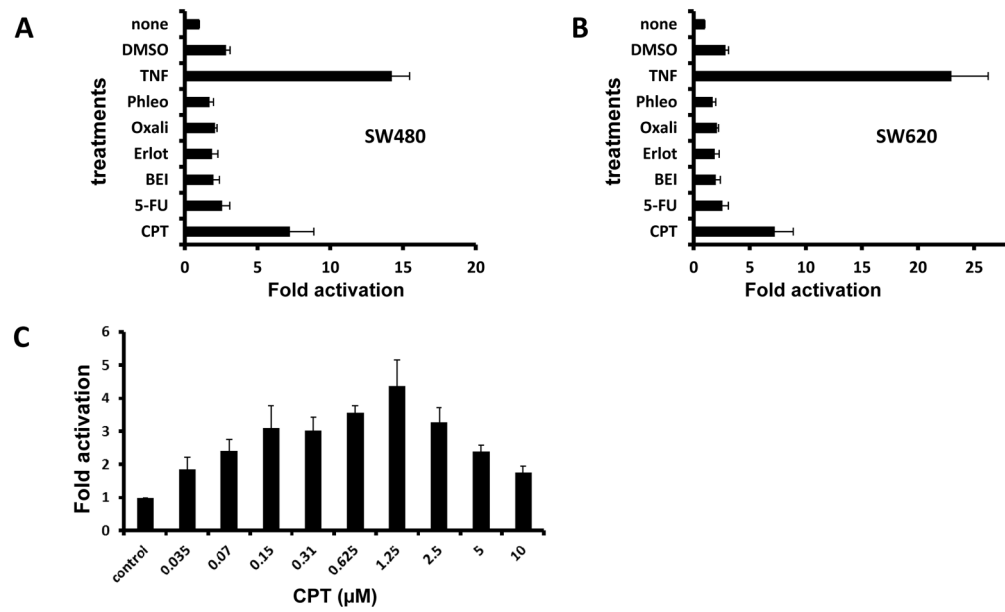 A
none
DMSO
TNF
Phleo
Oxali
Erlot
BEI
5-FU
CPT
treatments
SW480
0 5 10 15 20
Fold activation
B
none
DMSO
TNF
Phleo
Oxali
Erlot
BEI
5-FU
CPT
treatments
SW620
0 5 10 15 20 25
Fold activation
C
Fold activation
6
5
4
3
2
1
0
control 0.035 0.07 0.15 0.31 0.625 1.25 2.5 5 10
CPT (µM)